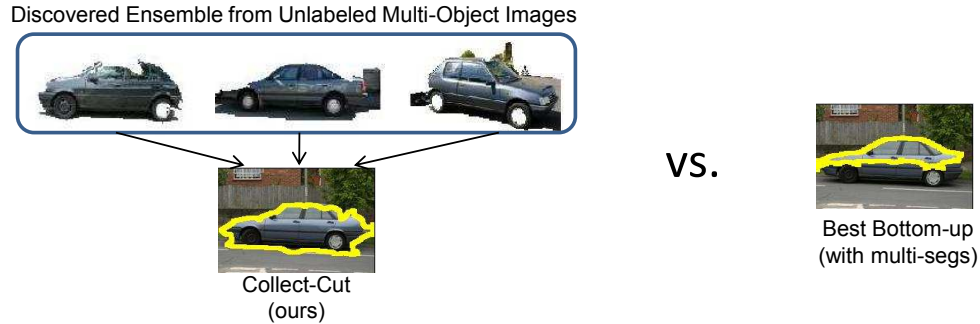 Discovered Ensemble from Unlabeled Multi-Object Images
vs.
Collect-Cut
(ours)
Best Bottom-up
(with multi-segs)